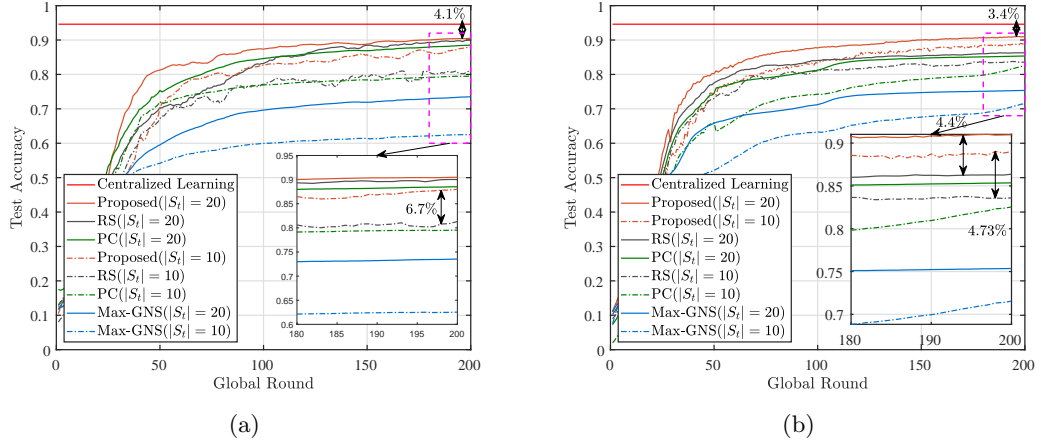 4.1%
1
0.9
0.8
0.7
0.6
0.5
0.4
0.3
0.2
0.1
0
Test Accuracy
Centralized Learning
Proposed(|S_t| = 20)
RS(|S_t| = 20)
PC(|S_t| = 20)
Proposed(|S_t| = 10)
RS(|S_t| = 10)
PC(|S_t| = 10)
Max-GNS(|S_t| = 20)
Max-GNS(|S_t| = 10)
0.95
0.9
0.85
0.8
0.75
0.7
0.65
0.6
6.7%
180 185 190 195 200
0 50 100 150 200
Global Round
(a)
3.4%
1
0.9
0.8
0.7
0.6
0.5
0.4
0.3
0.2
0.1
0
Test Accuracy
Centralized Learning
Proposed(|S_t| = 20)
Proposed(|S_t| = 10)
RS(|S_t| = 20)
PC(|S_t| = 20)
RS(|S_t| = 10)
PC(|S_t| = 10)
Max-GNS(|S_t| = 20)
Max-GNS(|S_t| = 10)
4.4%
0.9
0.85
0.8
0.75
0.7
4.73%
180 190 200
0 50 100 150 200
Global Round
(b)